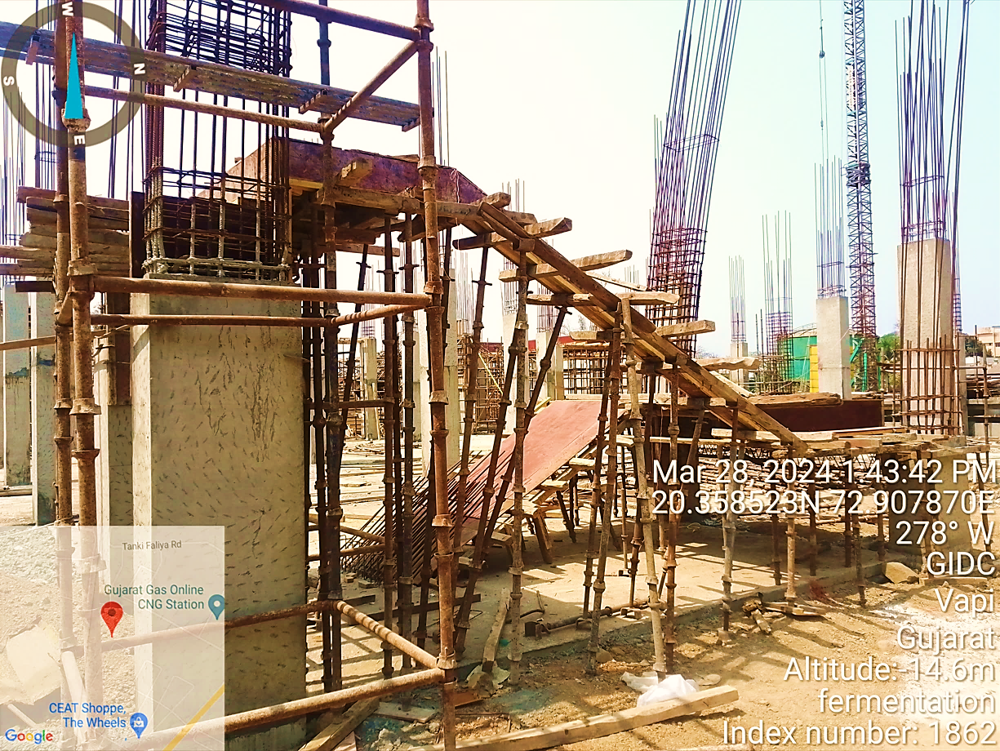 W
N
S
E
Tanki Faliya Rd
Gujarat Gas Online
CNG Station
CEAT Shoppe,
The Wheels
Google
Mar 28, 2024 1:43:42 PM
20.358523N 72.907870E
278° W
GIDC
Vapi
Gujarat
Altitude:-14.6m
fermentation
Index number: 1862